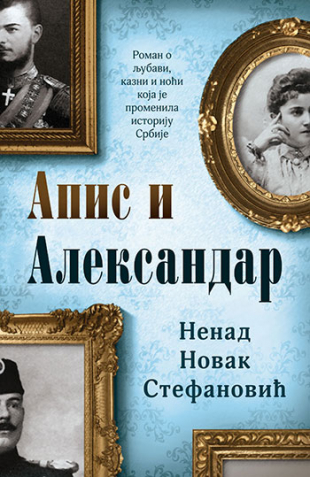 Роман о
љубави,
казни и ноћи
која је
променила
историју
Србије
Апис и
Александар
Ненад
Новак
Стефановић